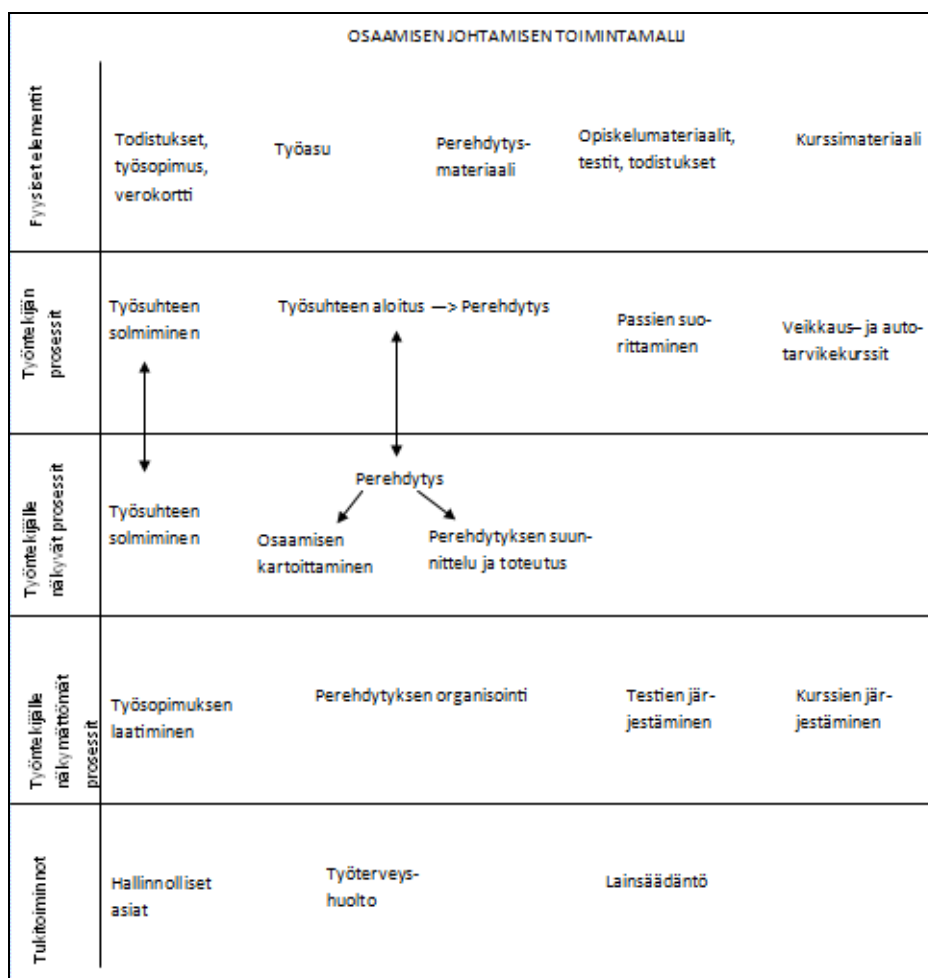 OSAAMISEN JOHTAMISEN TOIMINTAMALLI
Fyysiset elementit
Todistukset,
työsopimus,
verokortti
Työasu
Perehdytys-
materiaali
Opiskelumateriaalit,
testit, todistukset
Kurssimateriaali
Työntekijän
prosessit
Työsuhteen
solmiminen
Työsuhteen aloitus —> Perehdytys
Passien suo-
rittaminen
Veikkaus– ja auto-
tarvikekurssit
Työntekijälle
näkyvät prosessit
Työsuhteen
solmiminen
Perehdytys
Osaamisen
kartoittaminen
Perehdytyksen suun-
nittelu ja toteutus
Työntekijälle
näkymättömät
prosessit
Työsopimuksen
laatiminen
Perehdytyksen organisointi
Testien jär-
jestäminen
Kurssien jär-
jestäminen
Tukitoiminnot
Hallinnolliset
asiat
Työterveys-
huolto
Lainsäädäntö